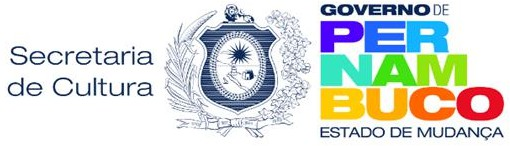 Secretaria
de Cultura
GOVERNO DE
PER
NAM
BUCO
ESTADO DE MUDANÇA